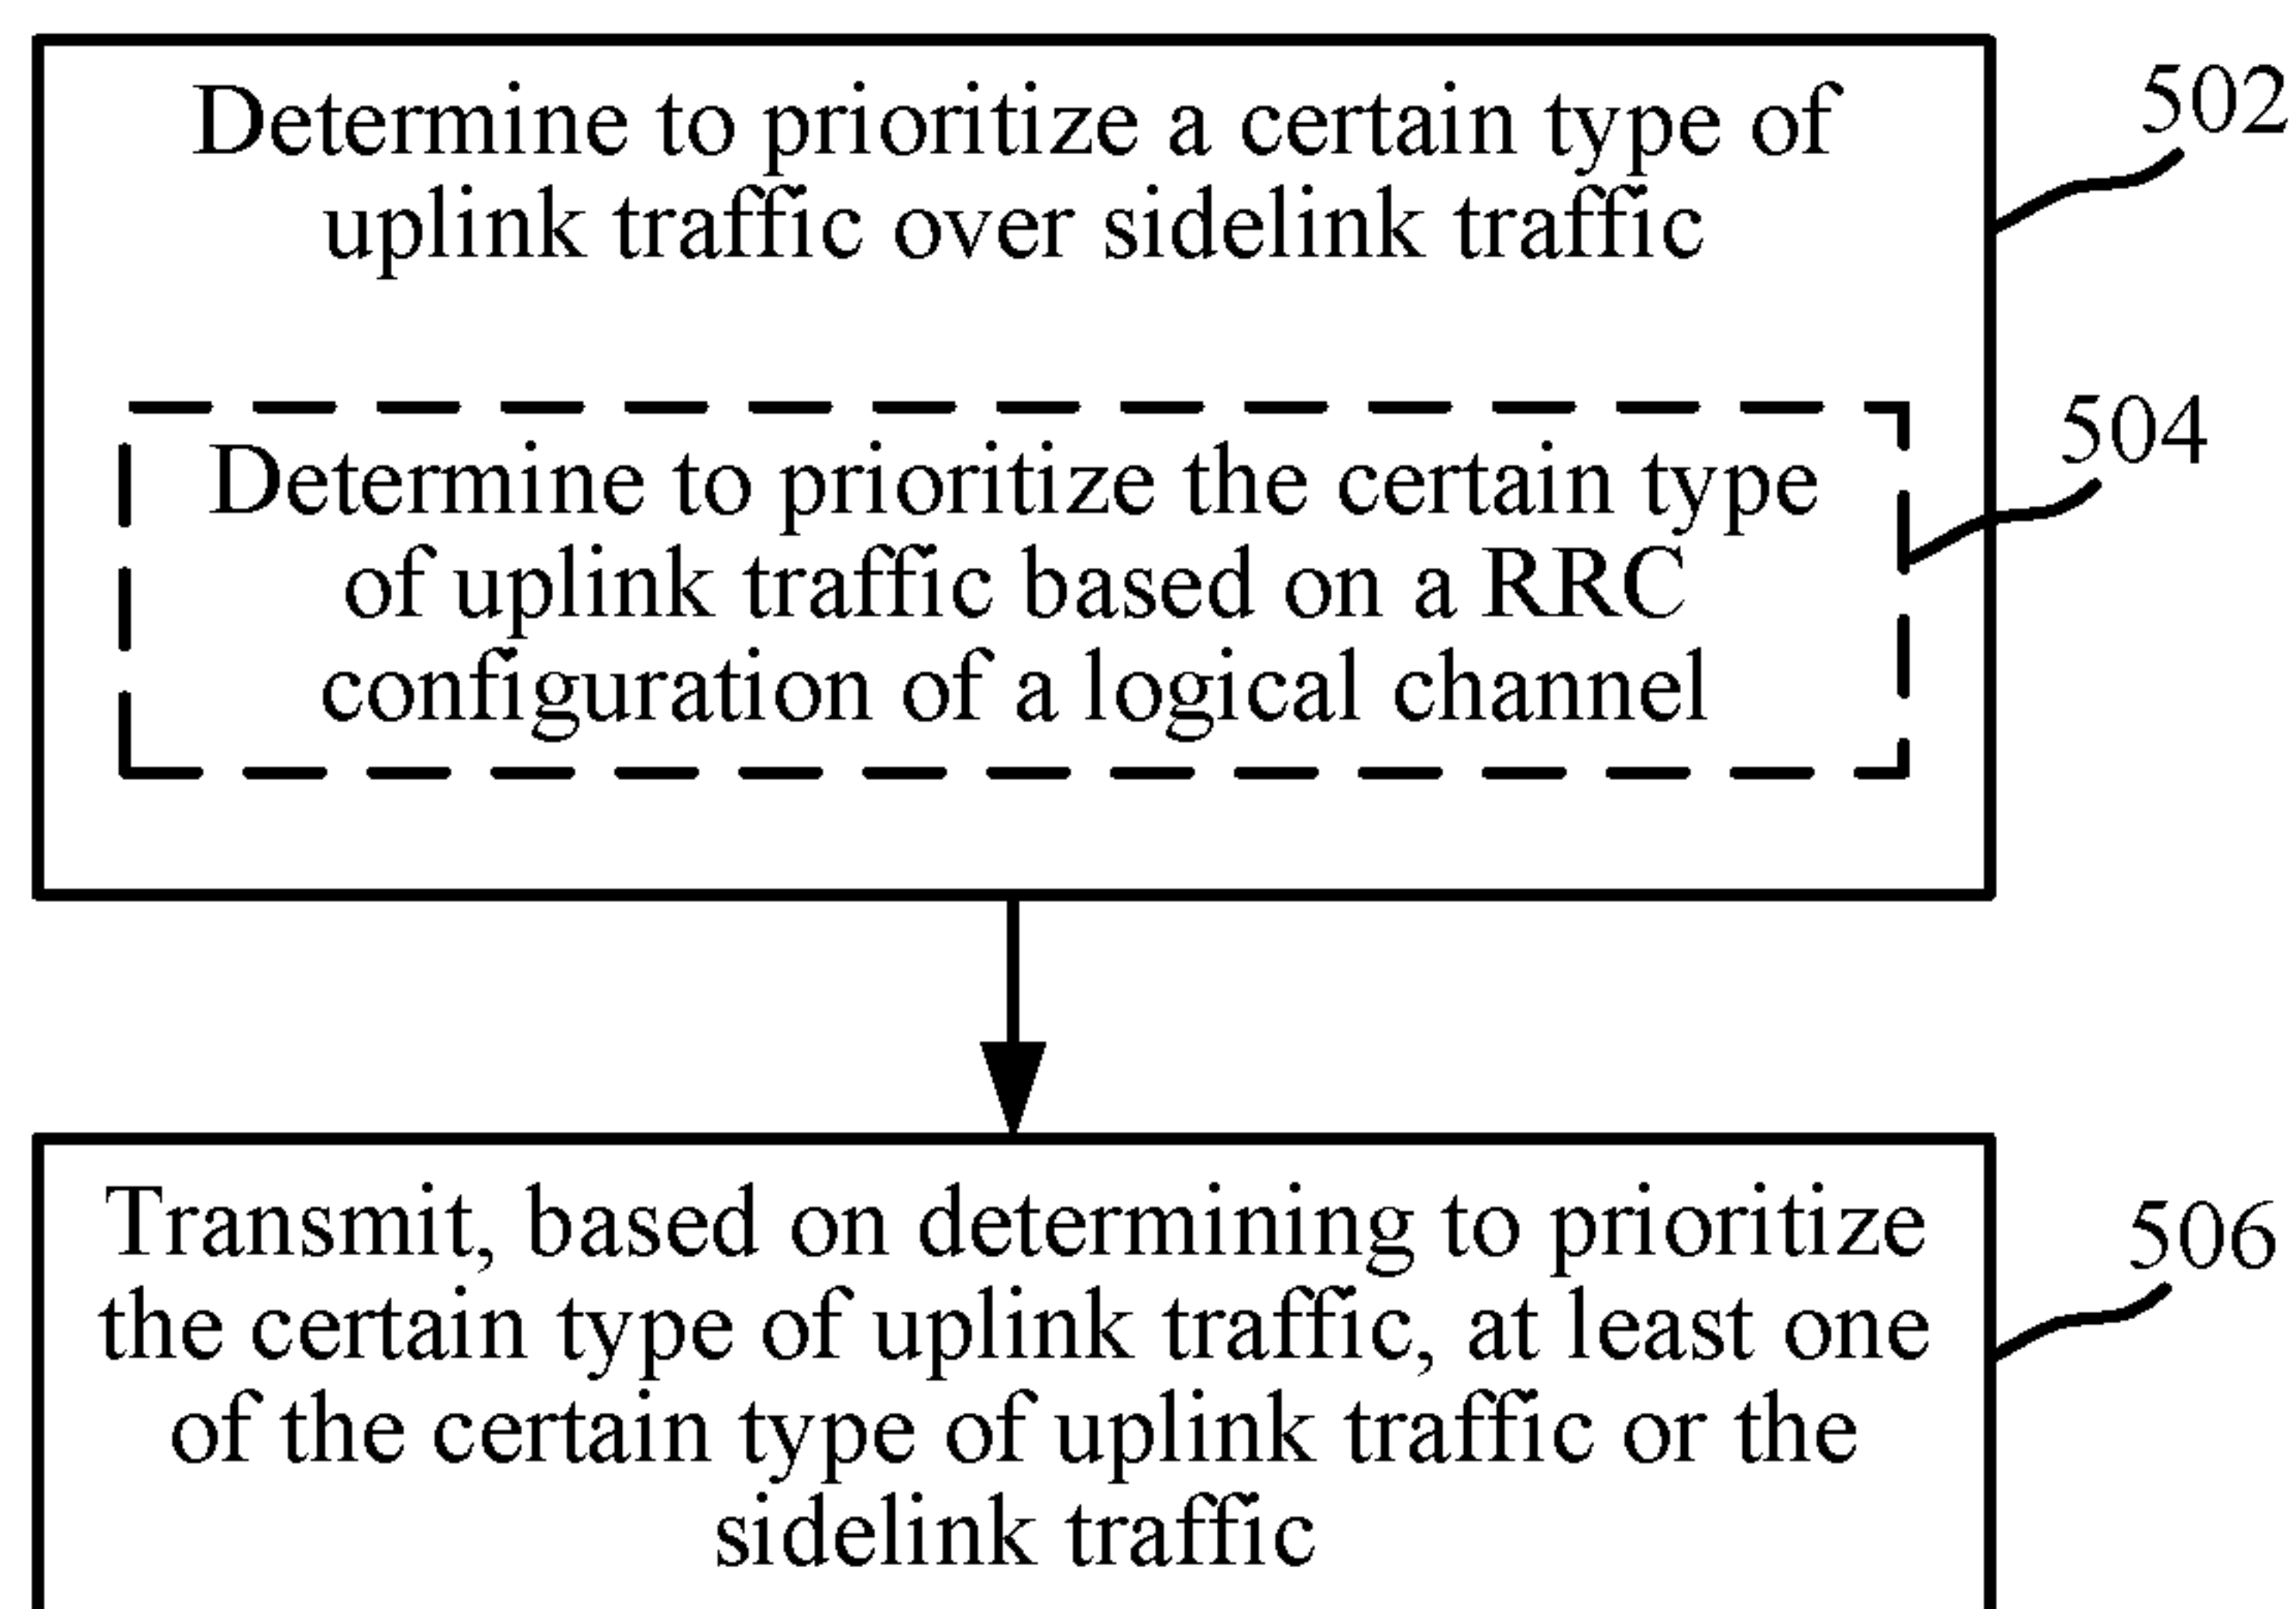 Determine to prioritize a certain type of
uplink traffic over sidelink traffic
502
Determine to prioritize the certain type
of uplink traffic based on a RRC
configuration of a logical channel
504
Transmit, based on determining to prioritize
the certain type of uplink traffic, at least one
of the certain type of uplink traffic or the
sidelink traffic
506